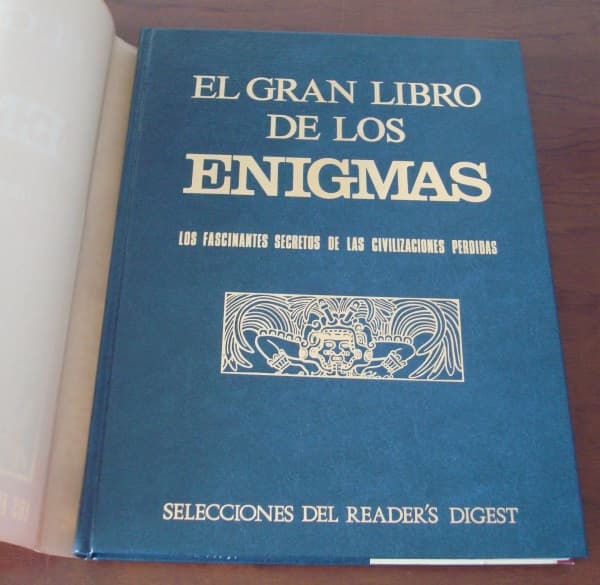 EL GRAN LIBRO
DE LOS
ENIGMAS
LOS FASCINANTES SECRETOS DE LAS CIVILIZACIONES PERDIDAS
SELECCIONES DEL READER'S DIGEST